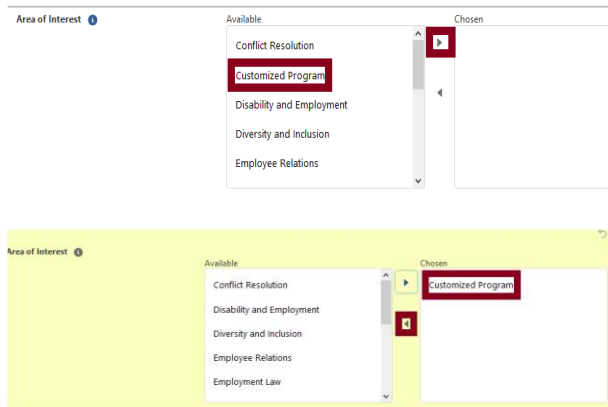 Area of Interest
Available
Chosen
Conflict Resolution
Customized Program
Disability and Employment
Diversity and Inclusion
Employee Relations
Area of Interest
Available
Chosen
Conflict Resolution
Customized Program
Disability and Employment
Diversity and Inclusion
Employee Relations
Employment Law